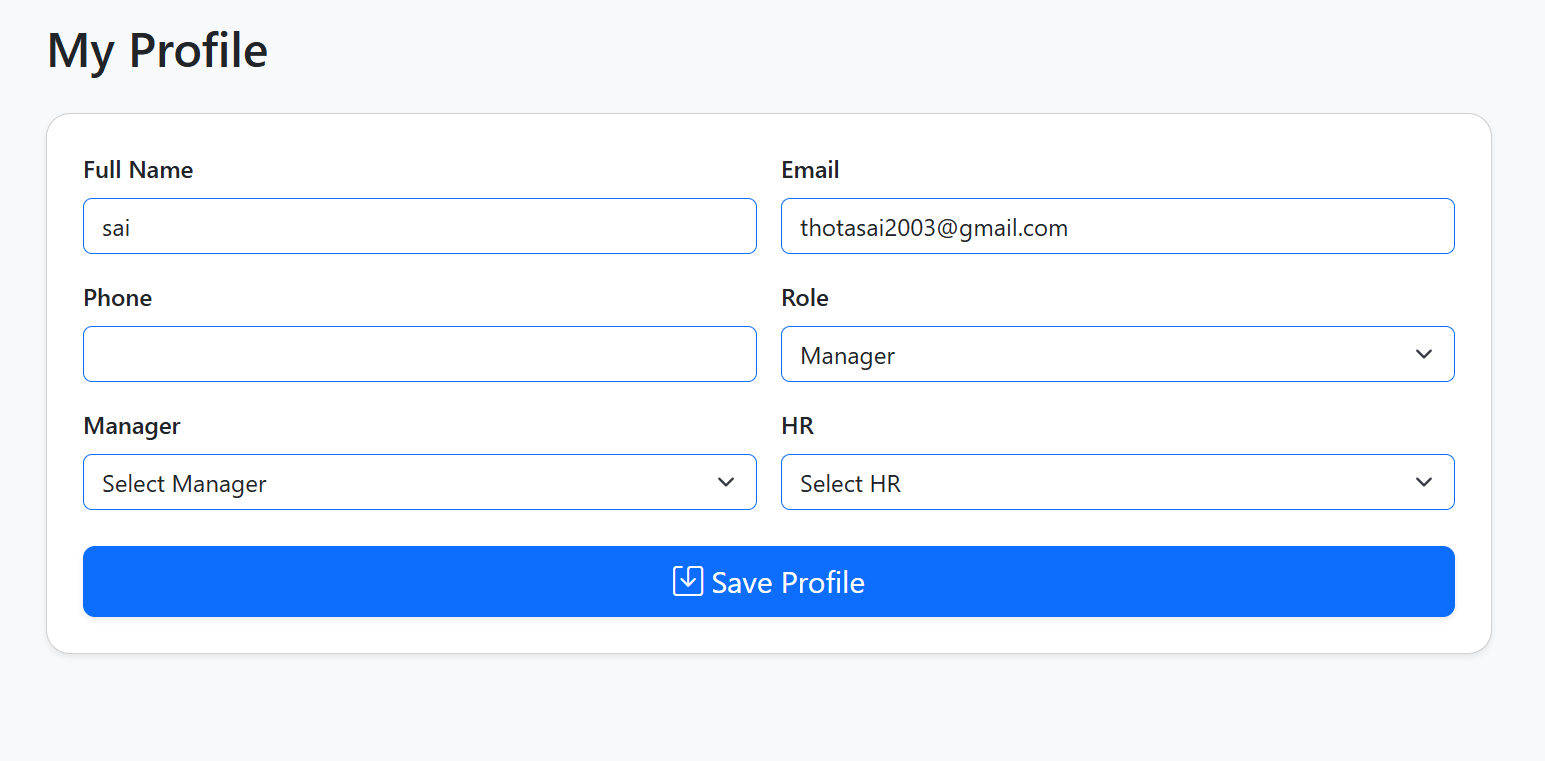 My Profile
Full Name
Email
sai
thotasai2003@gmail.com
Phone
Role
Manager
Manager
HR
Select Manager
Select HR
Save Profile